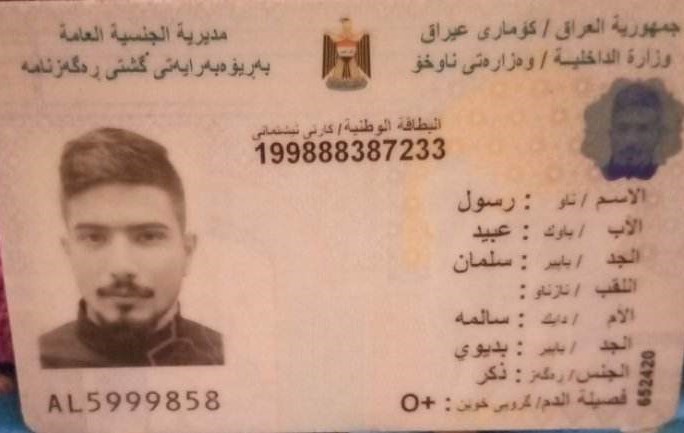 جمهورية العراق / كۆماری عیراق
وزارة الداخلية / وەزارەتی ناوخۆ
مديرية الجنسية العامة
بەڕێوەبەرایەتی گشتی ڕەگەزنامە
البطاقة الوطنية / كارتی نیشتمانی
199888387233
الاسم / ناو : رسول
الأب / باوك : عبيد
الجد / باپیر : سلمان
اللقب / نازناو :
الأم / دایك : سالمه
الجد / باپیر : بديوي
الجنس / ڕەگەز : ذكر
فصيلة الدم / گرووپی خوێن : O+
652420
AL5999858